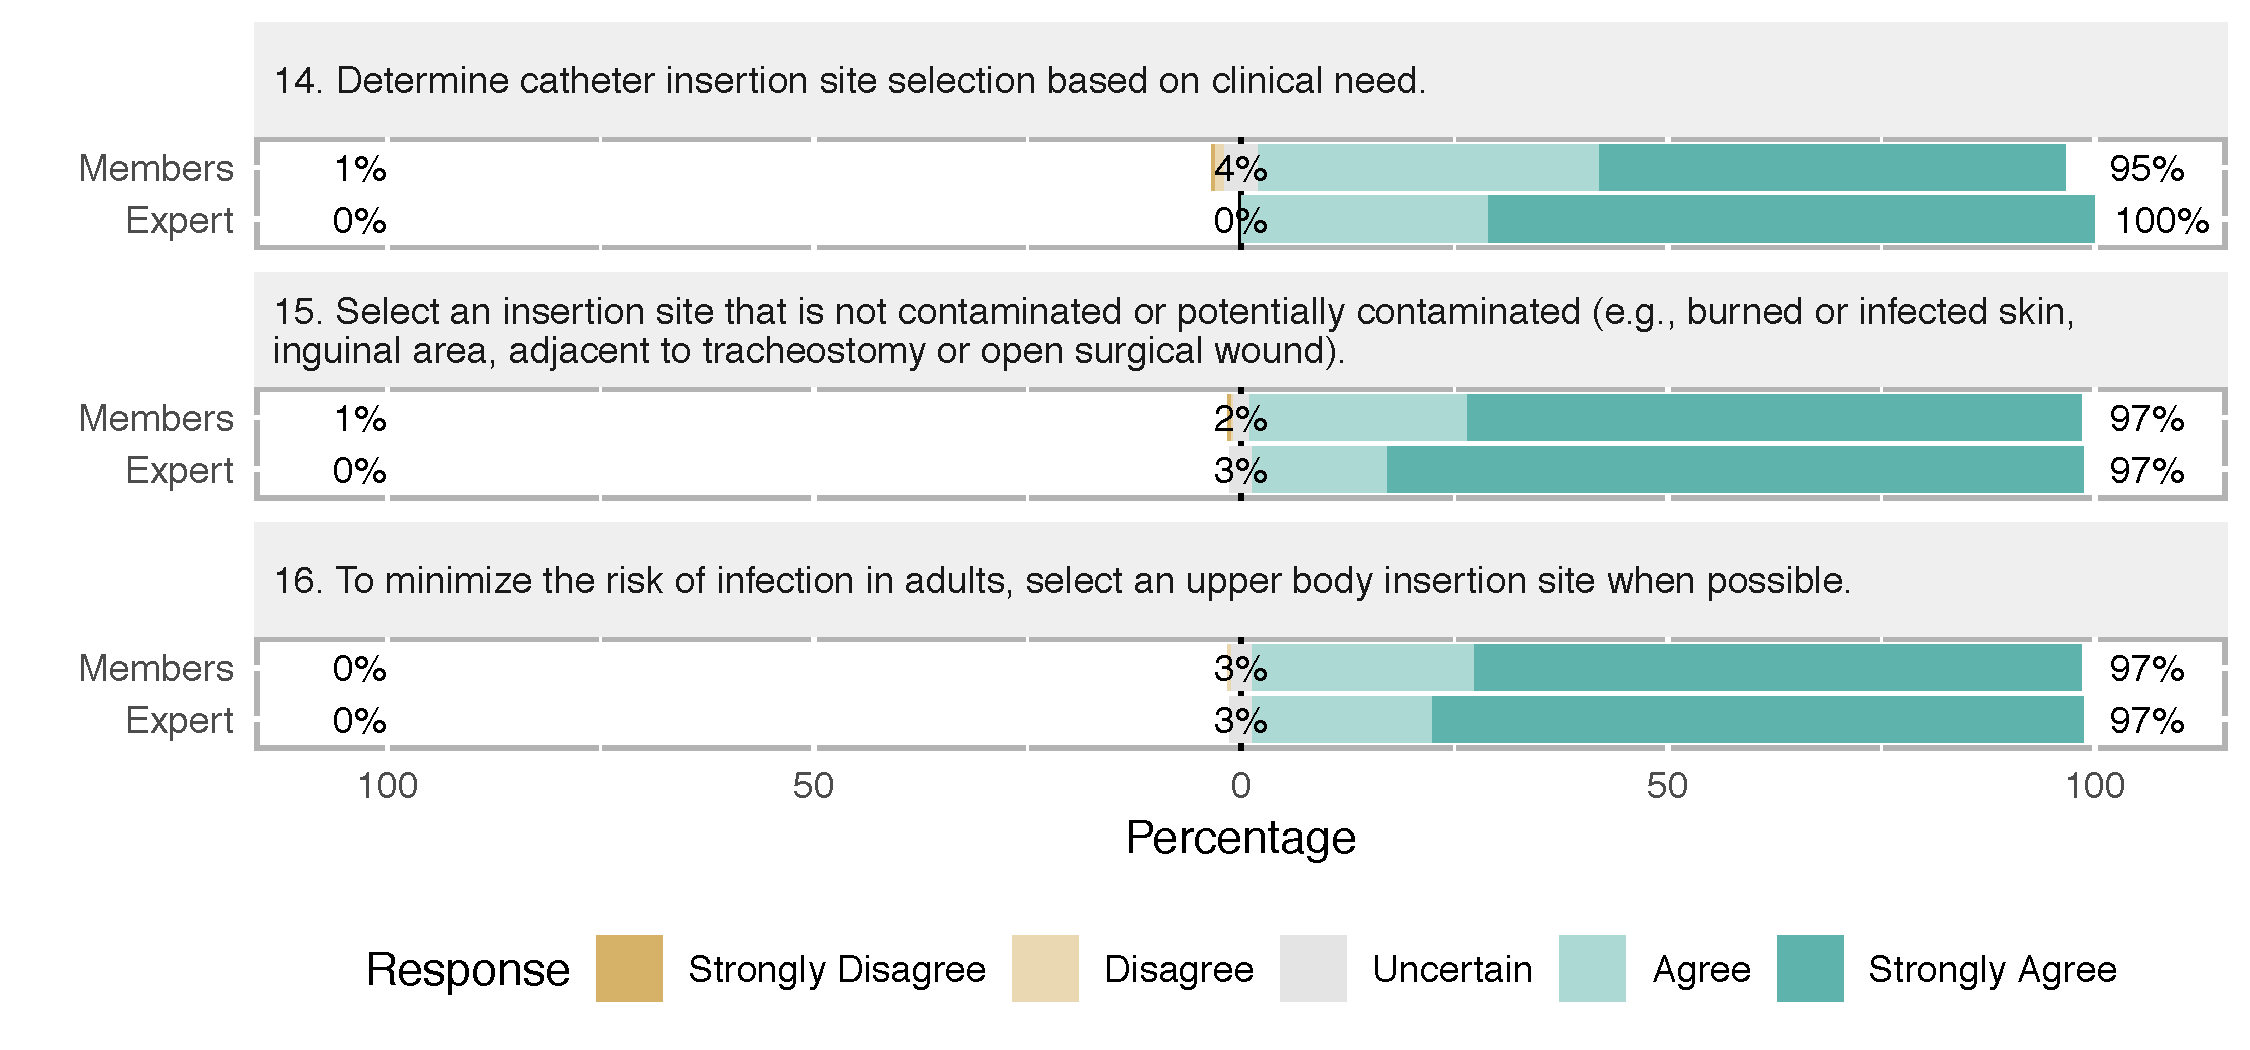 14. Determine catheter insertion site selection based on clinical need.
Members 1% 4% 95%
Expert 0% 0% 100%
15. Select an insertion site that is not contaminated or potentially contaminated (e.g., burned or infected skin,
inguinal area, adjacent to tracheostomy or open surgical wound).
Members 1% 2% 97%
Expert 0% 3% 97%
16. To minimize the risk of infection in adults, select an upper body insertion site when possible.
Members 0% 3% 97%
Expert 0% 3% 97%
100 50 0 50 100
Percentage
Response Strongly Disagree Disagree Uncertain Agree Strongly Agree